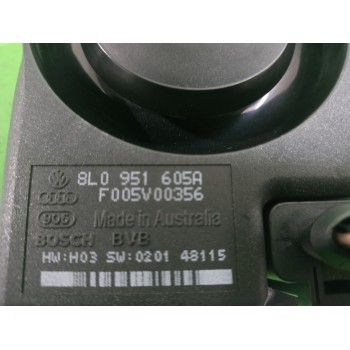 8L0 951 605A
F005V00356
Made in Australia
BOSCH BVB
HW:H03 SW:0201 48115